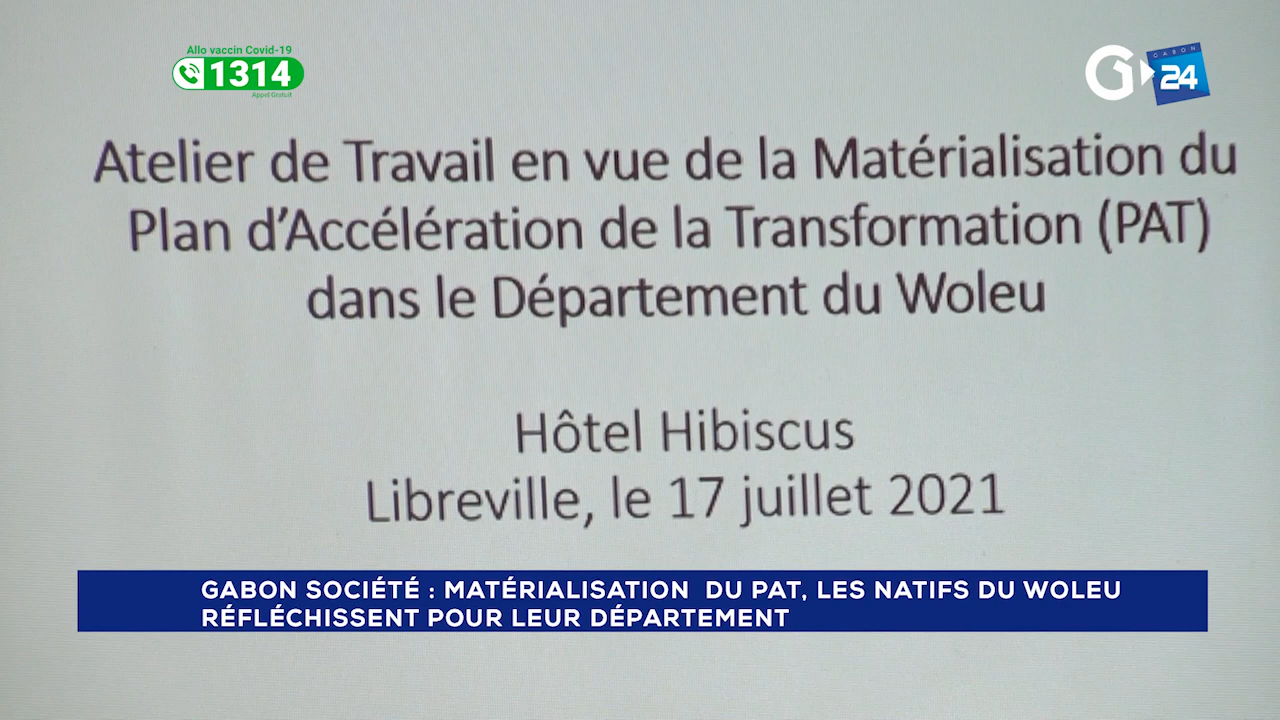 Allo vaccin Covid-19
1314
Appel Gratuit
GABON
24
Atelier de Travail en vue de la Matérialisation du
Plan d'Accélération de la Transformation (PAT)
dans le Département du Woleu
Hôtel Hibiscus
Libreville, le 17 juillet 2021
GABON SOCIÉTÉ : MATÉRIALISATION  DU PAT, LES NATIFS DU WOLEU
RÉFLÉCHISSENT POUR LEUR DÉPARTEMENT